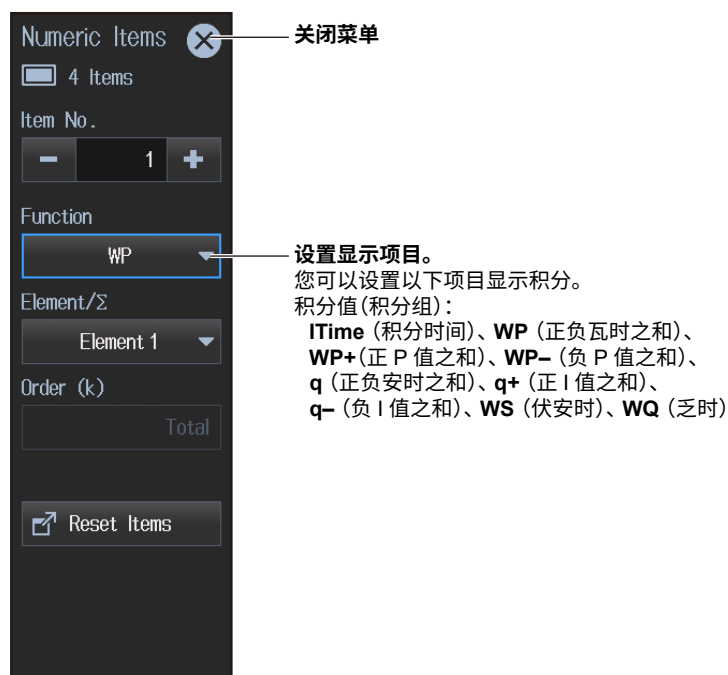 Numeric Items
关闭菜单
4 Items
Item No.
1
Function
WP
设置显示项目。
您可以设置以下项目显示积分。
Element/Σ
积分值(积分组)：
Element 1
ITime（积分时间）、WP（正负瓦时之和）、
WP+(正 P 值之和)、WP–（负 P 值之和）、
Order (k)
q（正负安时之和）、q+（正 I 值之和）、
Total
q–（负 I 值之和）、WS（伏安时）、WQ（乏时）
Reset Items